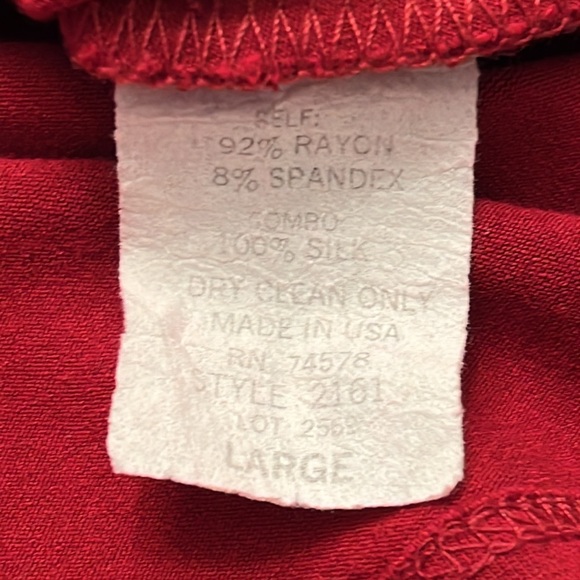 SELF:
92% RAYON
8% SPANDEX
COMBO:
100% SILK
DRY CLEAN ONLY
MADE IN USA
RN 74578
STYLE 2161
LOT
LARGE